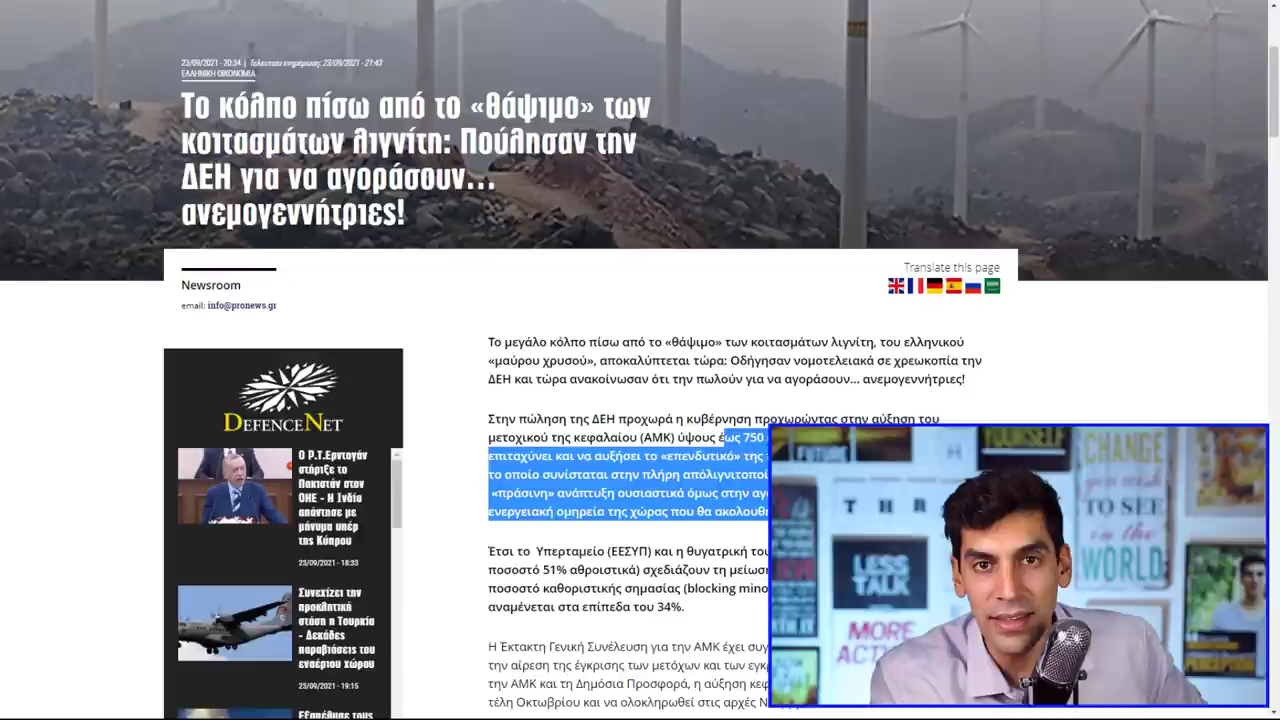 23/09/2021 - 20:34 | Τελευταία ενημέρωση: 23/09/2021 - 21:43
ΕΛΛΗΝΙΚΗ ΟΙΚΟΝΟΜΙΑ
Το κόλπο πίσω από το «θάψιμο» των
κοιτασμάτων λιγνίτη: Πούλησαν την
ΔΕΗ για να αγοράσουν...
ανεμογεννήτριες!
Newsroom
email: info@pronews.gr
Translate this page
Το μεγάλο κόλπο πίσω από το «θάψιμο» των κοιτασμάτων λιγνίτη, του ελληνικού
«μαύρου χρυσού», αποκαλύπτεται τώρα: Οδήγησαν νομοτελειακά σε χρεωκοπία την
ΔΕΗ και τώρα ανακοίνωσαν ότι την πωλούν για να αγοράσουν... ανεμογεννήτριες!
Στην πώληση της ΔΕΗ προχωρά η κυβέρνηση προχωρώντας στην αύξηση του
μετοχικού της κεφαλαίου (ΑΜΚ) ύψους έως 750
επιταχύνει και να αυξήσει το «επενδυτικό» της
το οποίο συνίσταται στην πλήρη απόλιγνιτοποί
«πράσινη» ανάπτυξη ουσιαστικά όμως στην αγ
ενεργειακή ομηρεία της χώρας που θα ακολουθ
Έτσι το Υπερταμείο (ΕΕΣΥΠ) και η θυγατρική του
ποσοστό 51% αθροιστικά) σχεδιάζουν τη μείωσ
ποσοστό καθοριστικής σημασίας (blocking mino
αναμένεται στα επίπεδα του 34%.
Η Έκτακτη Γενική Συνέλευση για την ΑΜΚ έχει συγ
την αίρεση της έγκρισης των μετόχων και των εγκρ
την ΑΜΚ και τη Δημόσια Προσφορά, η αύξηση κεφ
τέλη Οκτωβρίου και να ολοκληρωθεί στις αρχές
DEFENCENET
Ο Ρ.Τ.Ερντογάν
στήριξε το
Πακιστάν στον
ΟΗΕ - Η Ινδία
απάντησε με
μήνυμα υπέρ
της Κύπρου
23/09/2021 - 18:33
Συνεχίζει την
προκλητική
στάση η Τουρκία
- Δεκάδες
παραβιάσεις του
εναέριου χώρου
23/09/2021 - 19:15
Εξαπέλυσε τους
YOURSELF
CHANGE
THE
WORLD
LESS
TALK
MORE